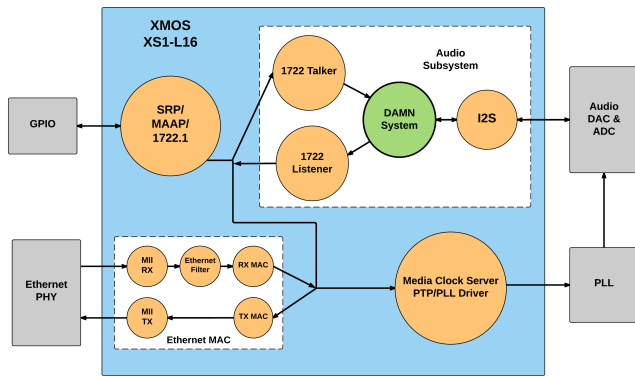 XMOS
XS1-L16
Audio
Subsystem
1722 Talker
SRP/
MAAP/
1722.1
GPIO
DAMN
System
I2S
Audio
DAC &
ADC
1722
Listener
MII
RX
Ethernet
Filter
RX MAC
Ethernet
PHY
Media Clock Server
PTP/PLL Driver
PLL
MII
TX
TX MAC
Ethernet MAC